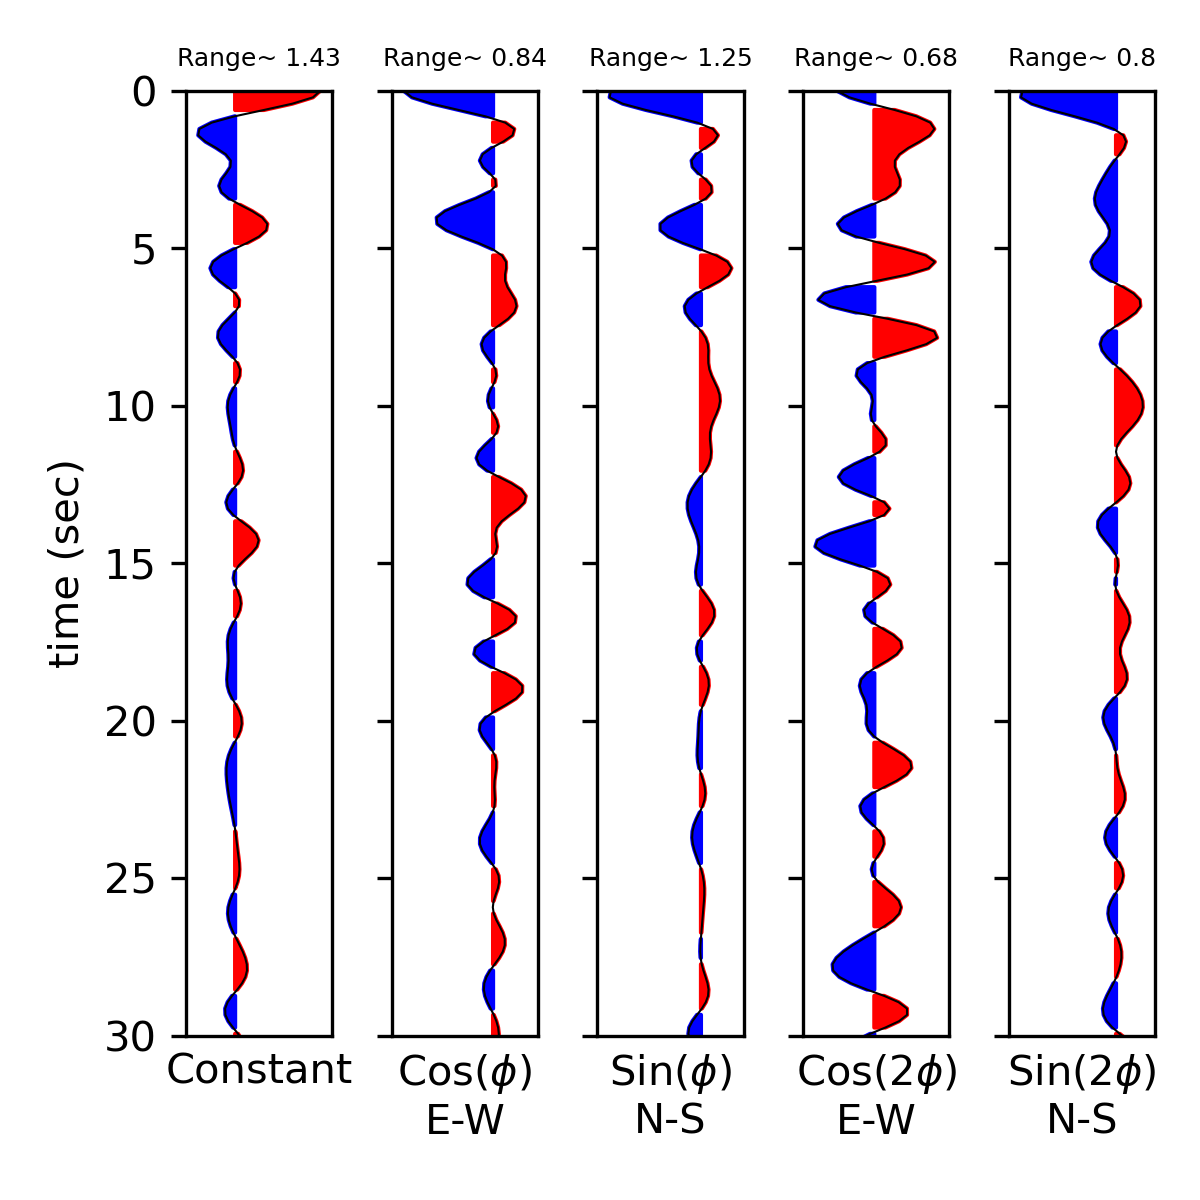 Range~ 1.43
Range~ 0.84
Range~ 1.25
Range~ 0.68
Range~ 0.8
0
5
10
15
20
25
30
time (sec)
Constant
Cos(ϕ)
E-W
Sin(ϕ)
N-S
Cos(2ϕ)
E-W
Sin(2ϕ)
N-S